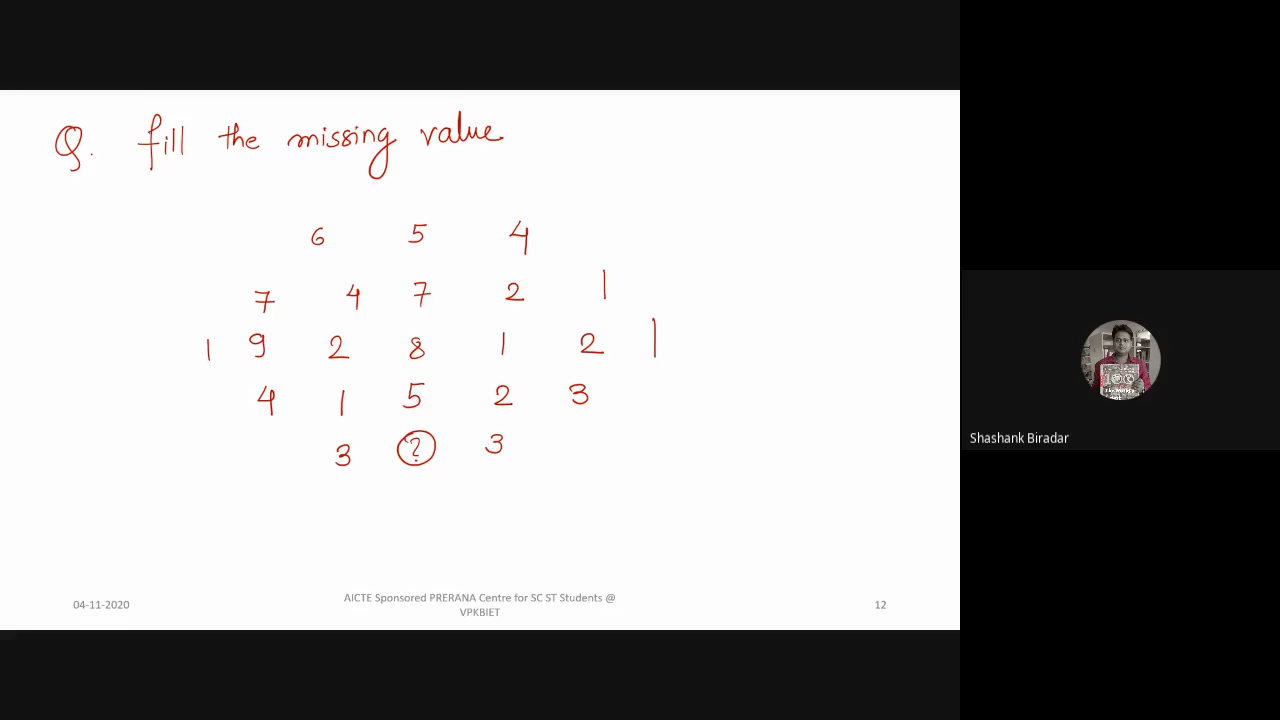 Q. fill the missing value
6 5 4
7 4 7 2 1
1 9 2 8 1 2 1
4 1 5 2 3
3 ? 3
Shashank Biradar
04-11-2020
AICTE Sponsored PRERANA Centre for SC ST Students @
VPKBIET
12